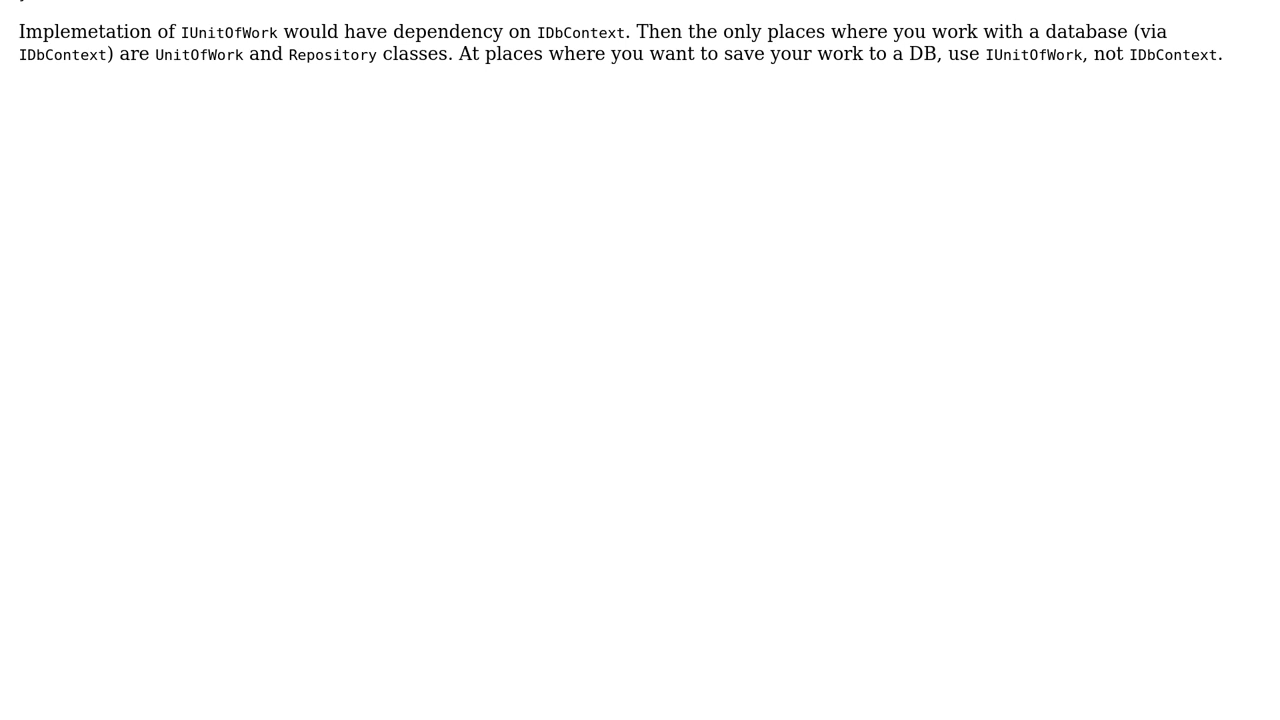 Implemetation of IUnitOfWork would have dependency on IDbContext. Then the only places where you work with a database (via
IDbContext) are UnitOfWork and Repository classes. At places where you want to save your work to a DB, use IUnitOfWork, not IDbContext.